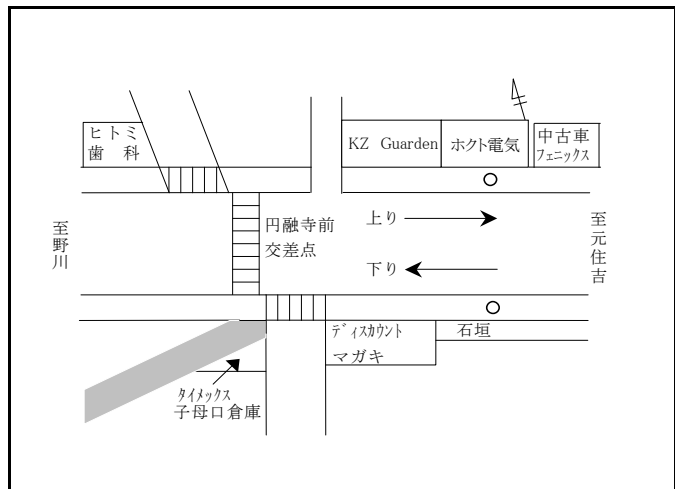 ヒトミ
歯 科
KZ Guarden
ホクト電気
中古車
フェニックス
至野川
円融寺前
交差点
上り
下り
至元住吉
ディスカウント
マガキ
石垣
タイメックス
子母口倉庫